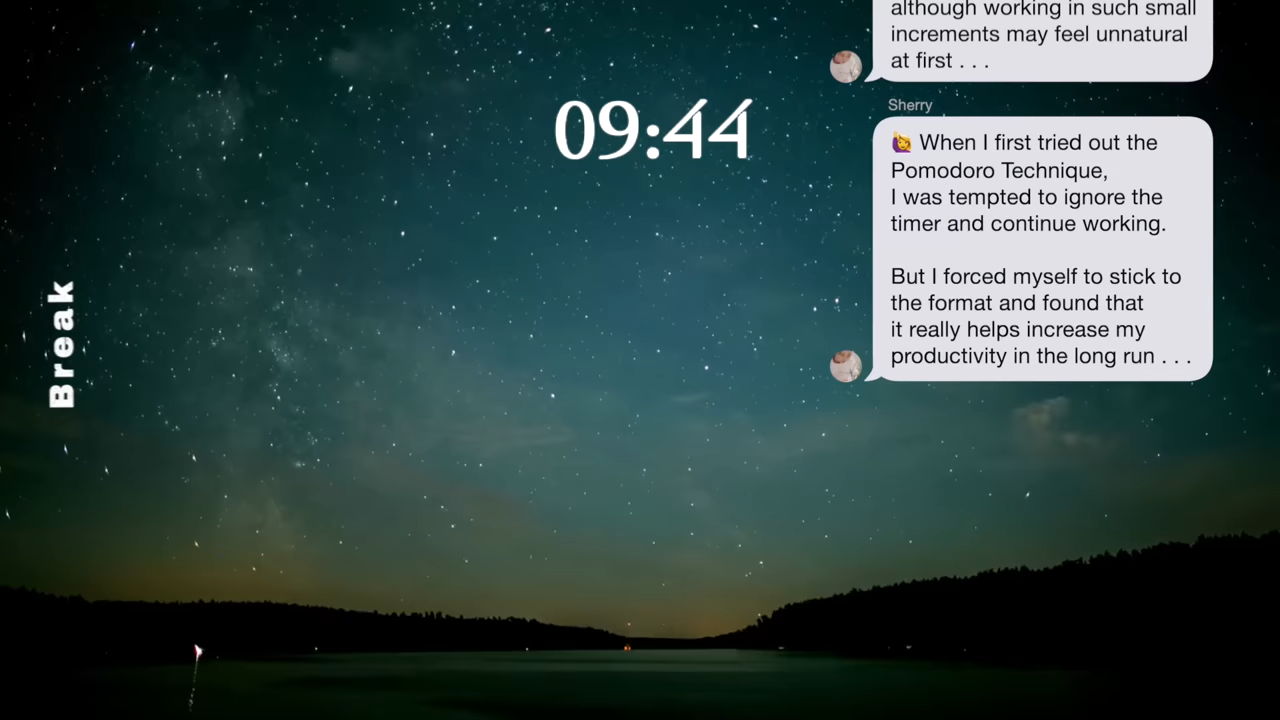 although working in such small
increments may feel unnatural
at first . . .
09:44
Sherry
🙋 When I first tried out the
Pomodoro Technique,
I was tempted to ignore the
timer and continue working.
But I forced myself to stick to
the format and found that
it really helps increase my
productivity in the long run . . .
Break